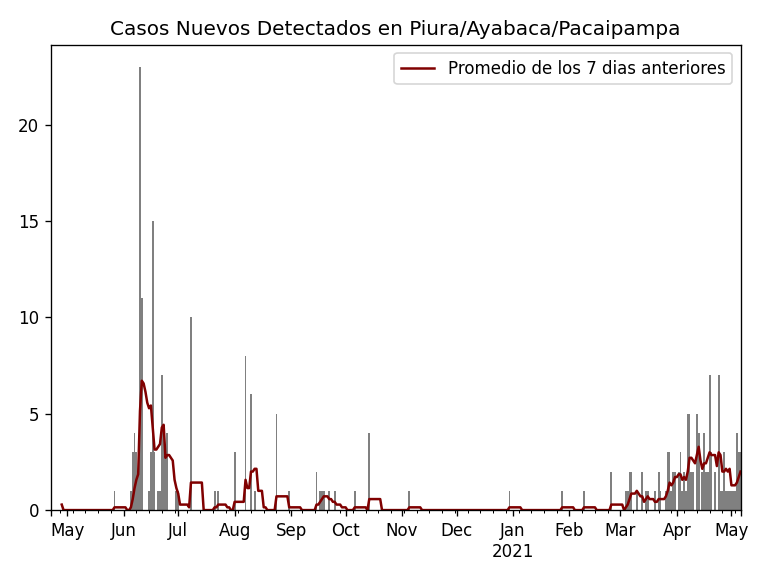 Casos Nuevos Detectados en Piura/Ayabaca/Pacaipampa
Promedio de los 7 dias anteriores
20
15
10
5
0
May Jun Jul Aug Sep Oct Nov Dec Jan Feb Mar Apr May
2021